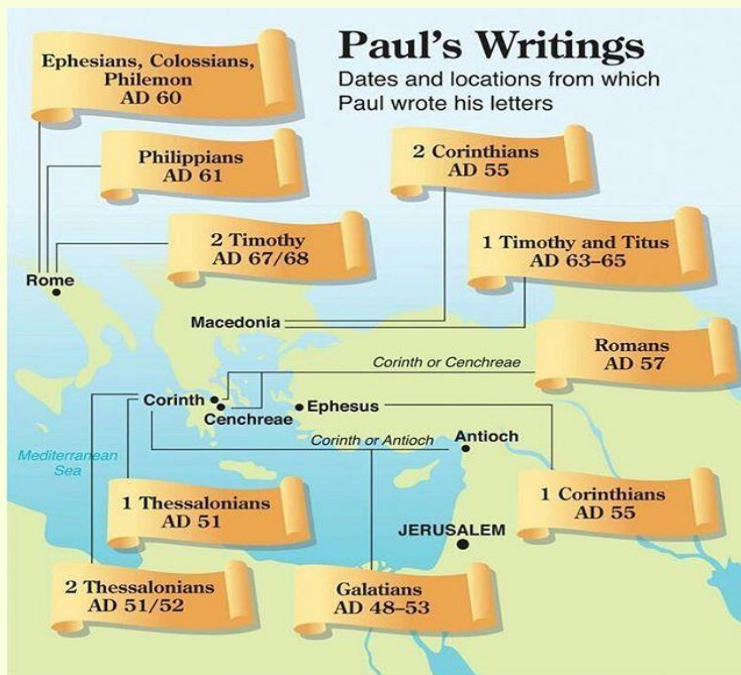 Paul's Writings
Dates and locations from which
Paul wrote his letters
Ephesians, Colossians,
Philemon
AD 60
Philippians
AD 61
2 Corinthians
AD 55
2 Timothy
AD 67/68
1 Timothy and Titus
AD 63–65
Rome
Macedonia
Romans
AD 57
Corinth or Cenchreae
Corinth
Cenchreae
Ephesus
Corinth or Antioch
Antioch
Mediterranean
Sea
1 Thessalonians
AD 51
1 Corinthians
AD 55
JERUSALEM
2 Thessalonians
AD 51/52
Galatians
AD 48–53